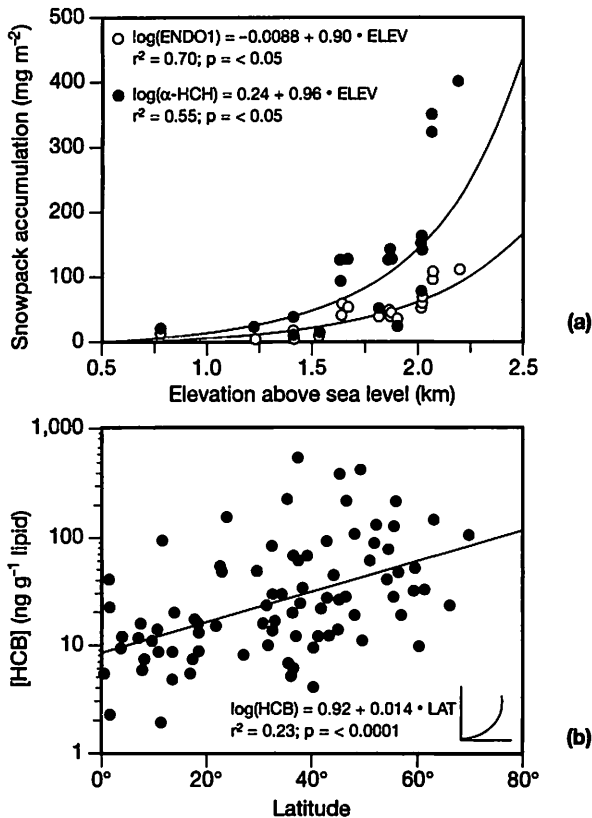 Snowpack accumulation (mg m⁻²)
500
400
300
200
100
0
log(ENDO1) = –0.0088 + 0.90 • ELEV
r² = 0.70; p = < 0.05
log(α-HCH) = 0.24 + 0.96 • ELEV
r² = 0.55; p = < 0.05
0.5 1.0 1.5 2.0 2.5
Elevation above sea level (km)
(a)
[HCB] (ng g⁻¹ lipid)
1,000
100
10
1
log(HCB) = 0.92 + 0.014 • LAT
r² = 0.23; p = < 0.0001
0° 20° 40° 60° 80°
Latitude
(b)